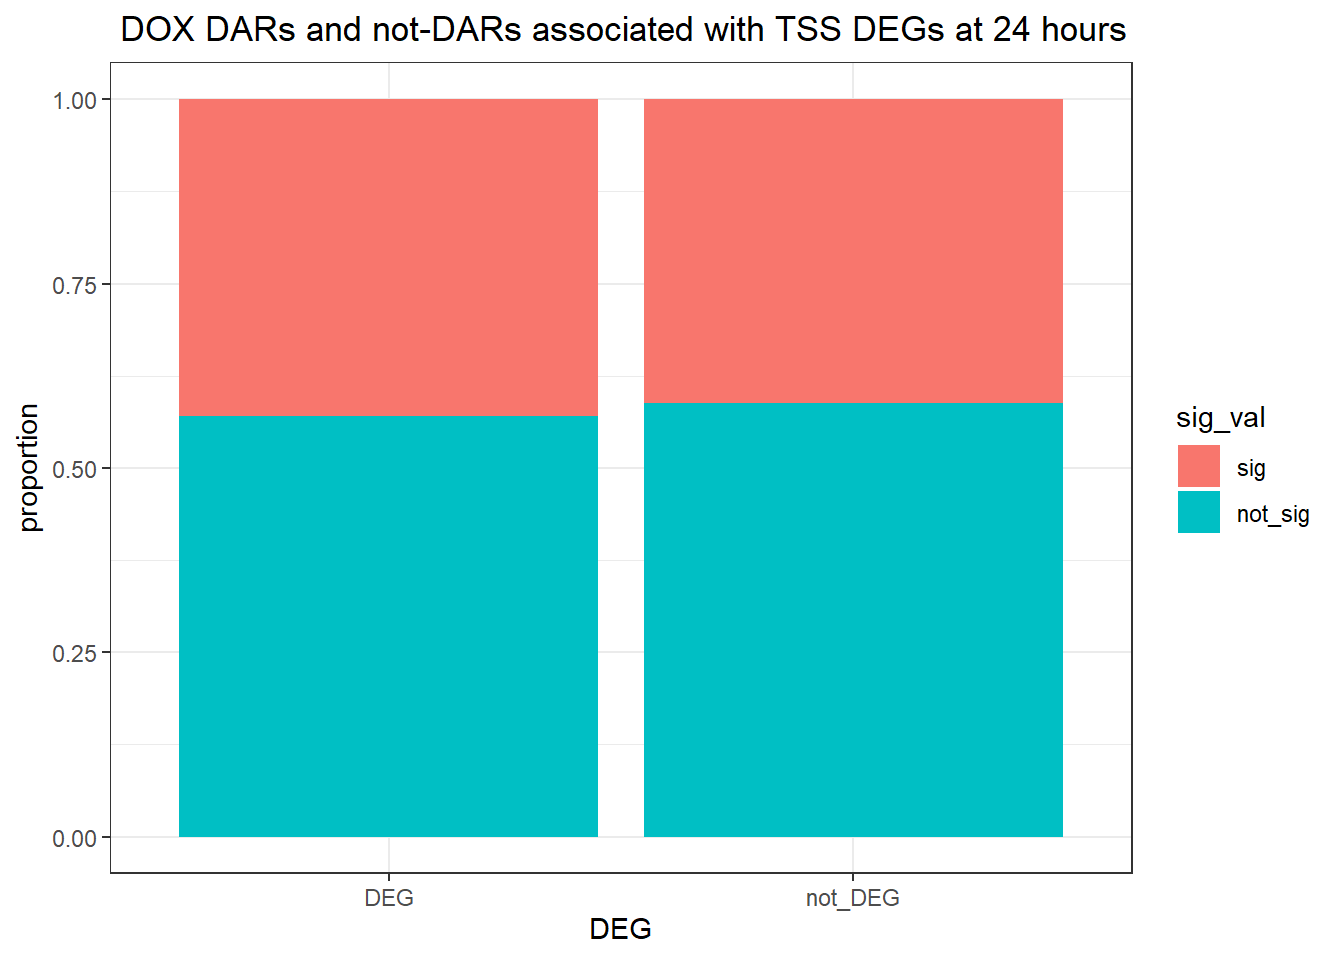 DOX DARs and not-DARs associated with TSS DEGs at 24 hours
1.00
0.75
0.50
0.25
0.00
proportion
DEG
not_DEG
DEG
sig_val
sig
not_sig